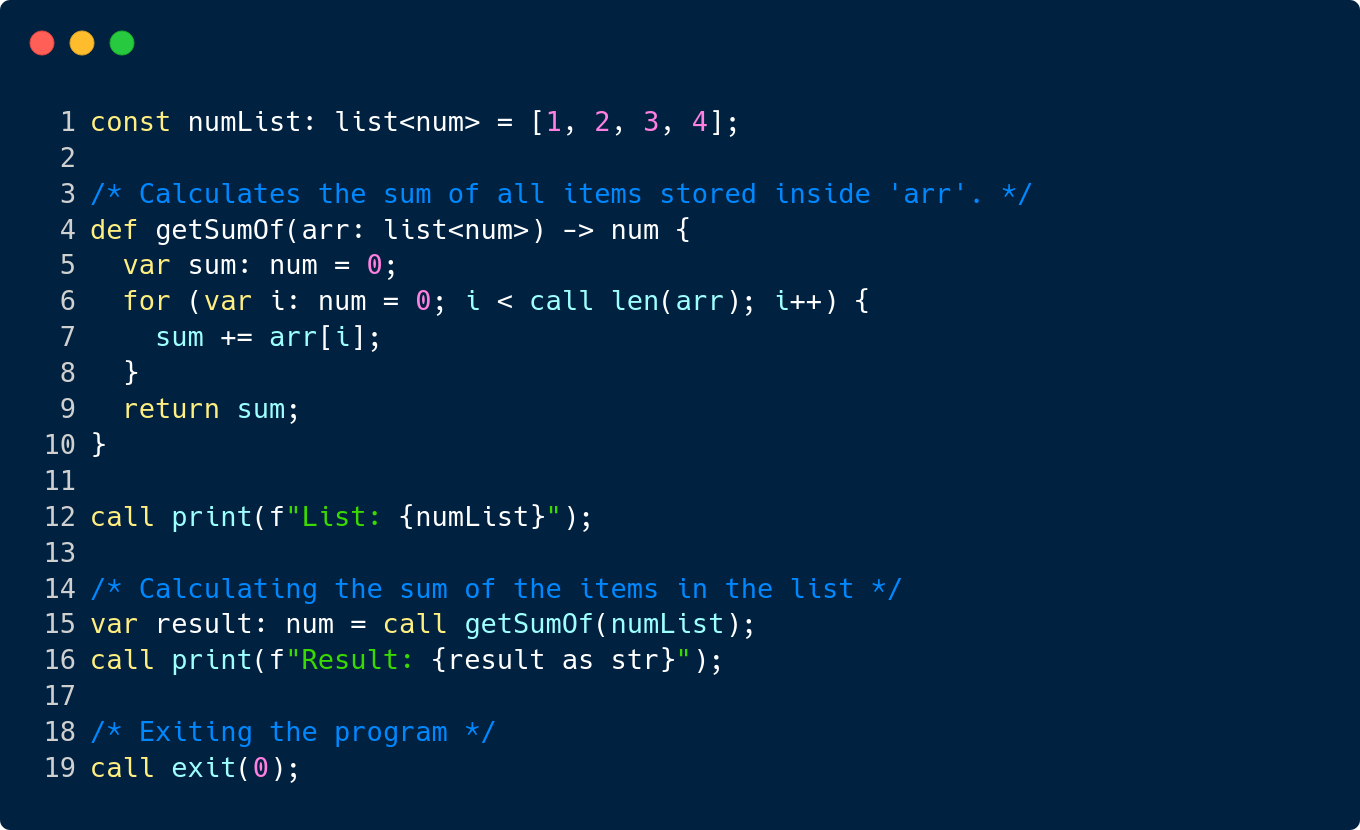 1 const numList: list<num> = [1, 2, 3, 4];
2
3 /* Calculates the sum of all items stored inside 'arr'. */
4 def getSumOf(arr: list<num>) -> num {
5   var sum: num = 0;
6   for (var i: num = 0; i < call len(arr); i++) {
7     sum += arr[i];
8   }
9   return sum;
10 }
11
12 call print(f"List: {numList}");
13
14 /* Calculating the sum of the items in the list */
15 var result: num = call getSumOf(numList);
16 call print(f"Result: {result as str}");
17
18 /* Exiting the program */
19 call exit(0);